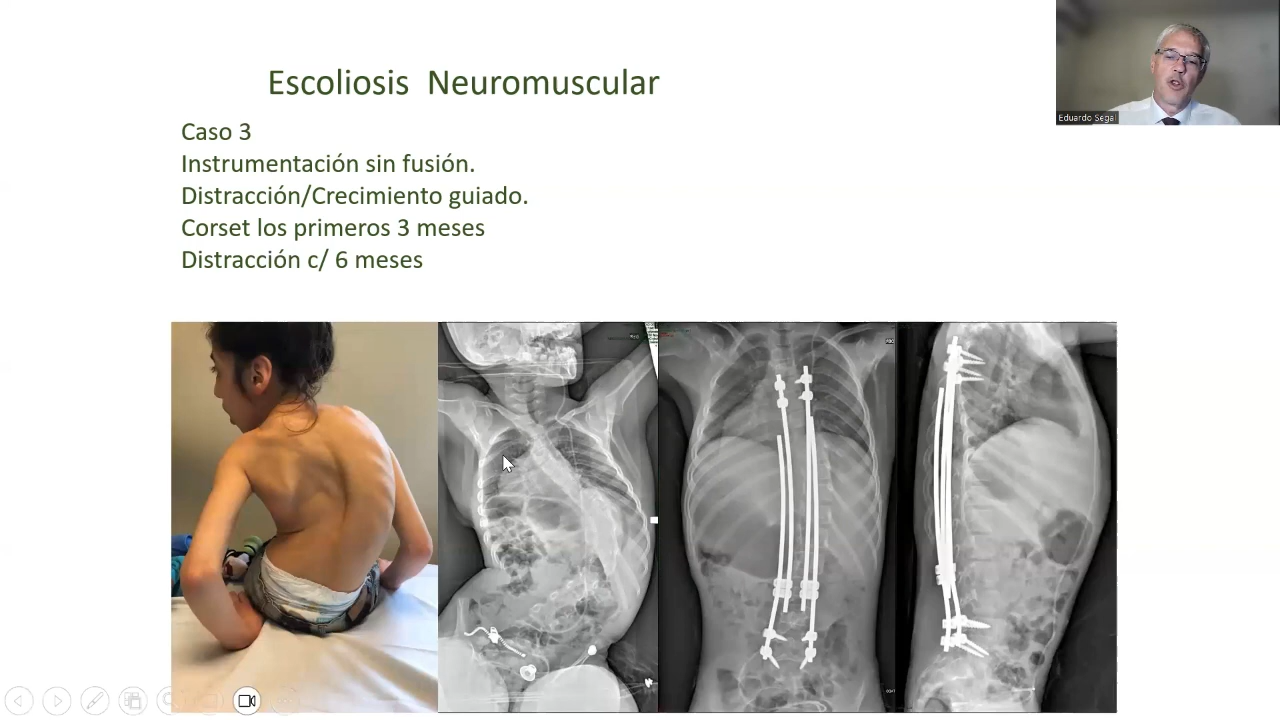 Escoliosis Neuromuscular
Caso 3
Instrumentación sin fusión.
Distracción/Crecimiento guiado.
Corset los primeros 3 meses
Distracción c/ 6 meses
Eduardo Segal